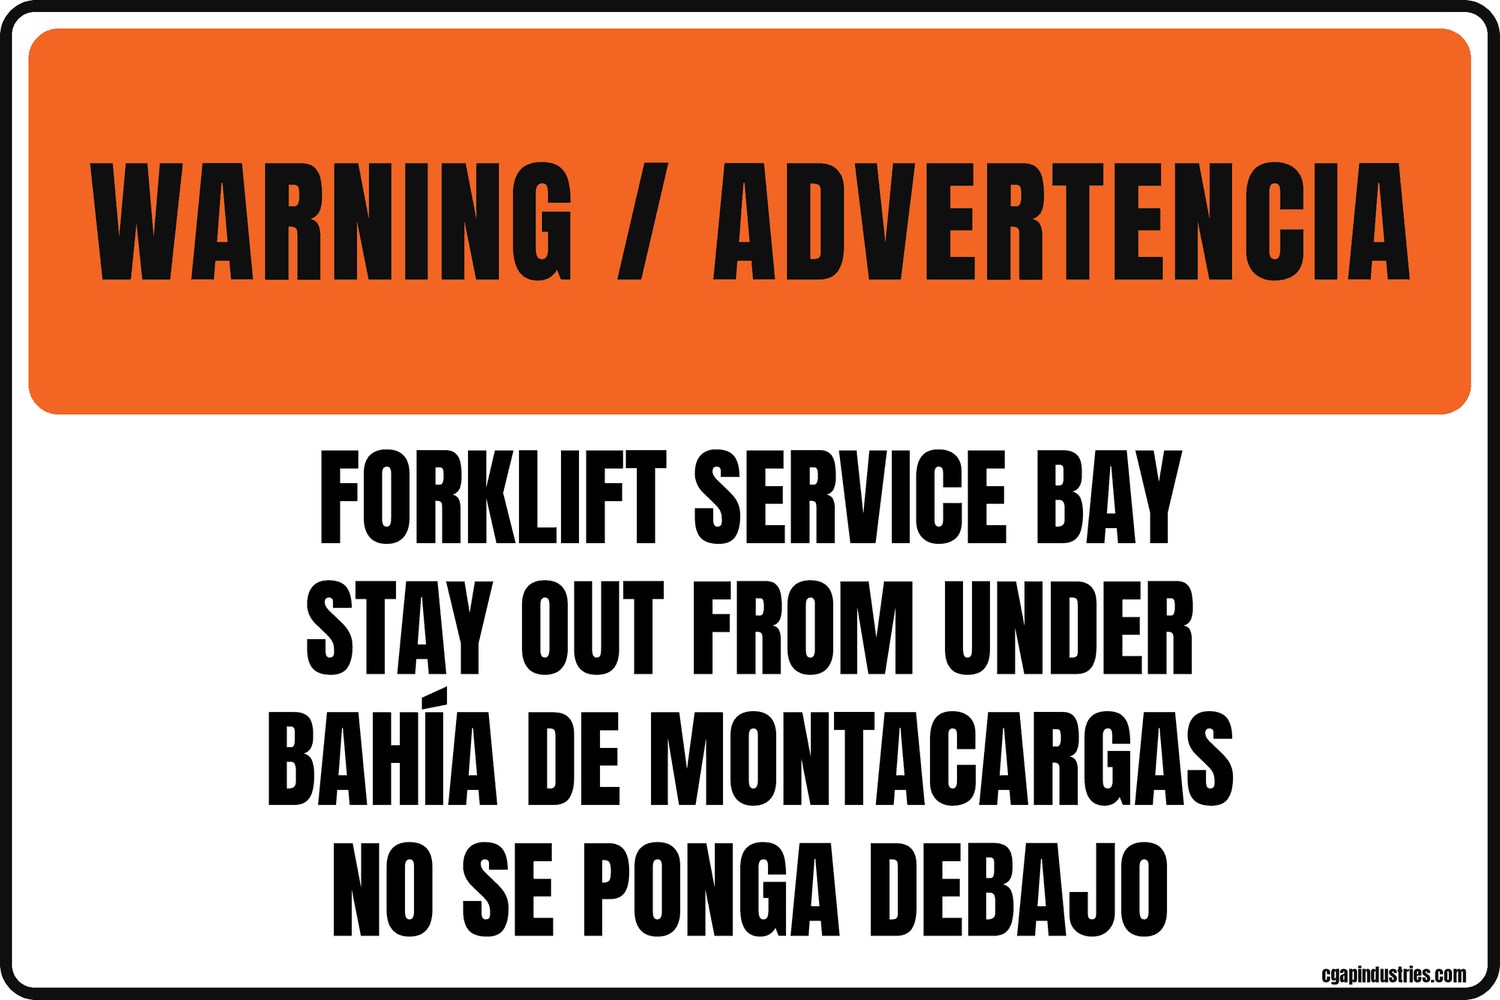 WARNING / ADVERTENCIA
FORKLIFT SERVICE BAY
STAY OUT FROM UNDER
BAHÍA DE MONTACARGAS
NO SE PONGA DEBAJO
cgapindustries.com